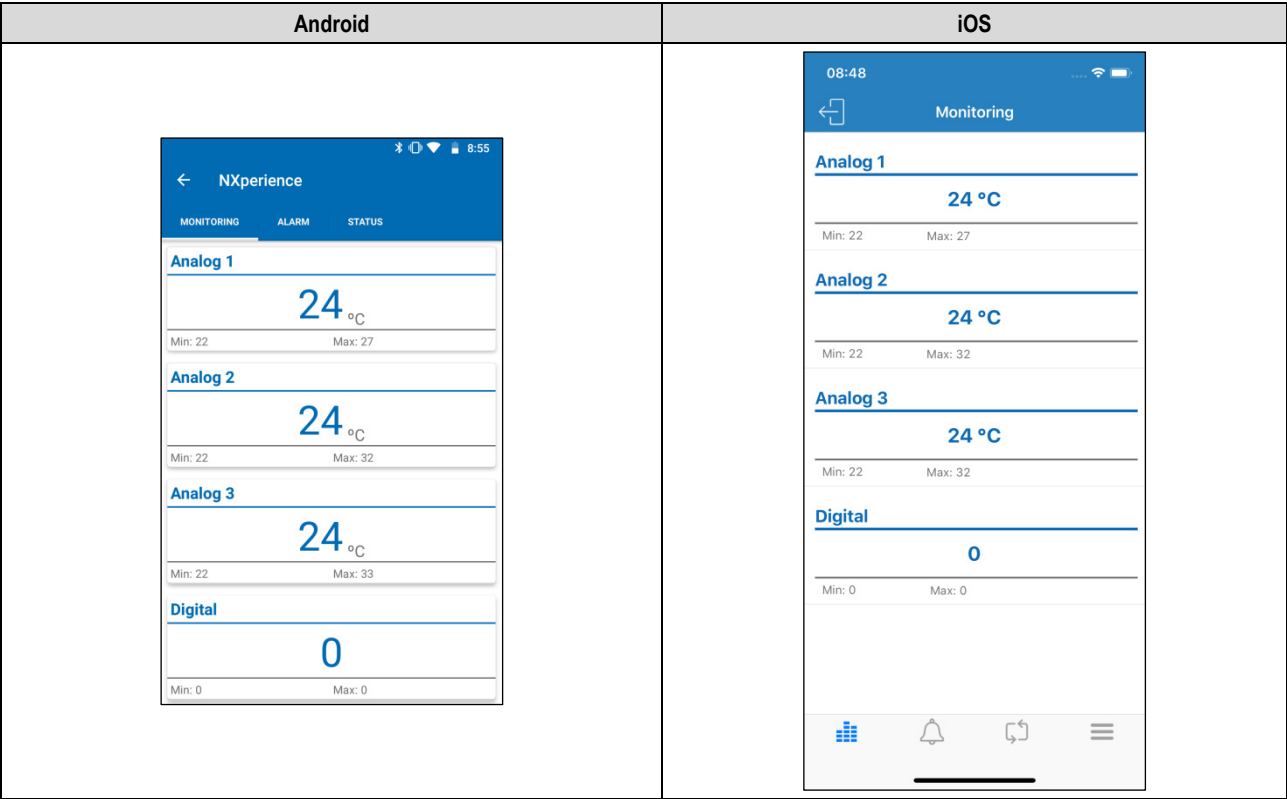 Android
iOS
8:55
NXperience
MONITORING ALARM STATUS
Analog 1
24 ºC
Min: 22 Max: 27
Analog 2
24 ºC
Min: 22 Max: 32
Analog 3
24 ºC
Min: 22 Max: 33
Digital
0
Min: 0 Max: 0
08:48
Monitoring
Analog 1
24 °C
Min: 22 Max: 27
Analog 2
24 °C
Min: 22 Max: 32
Analog 3
24 °C
Min: 22 Max: 32
Digital
0
Min: 0 Max: 0